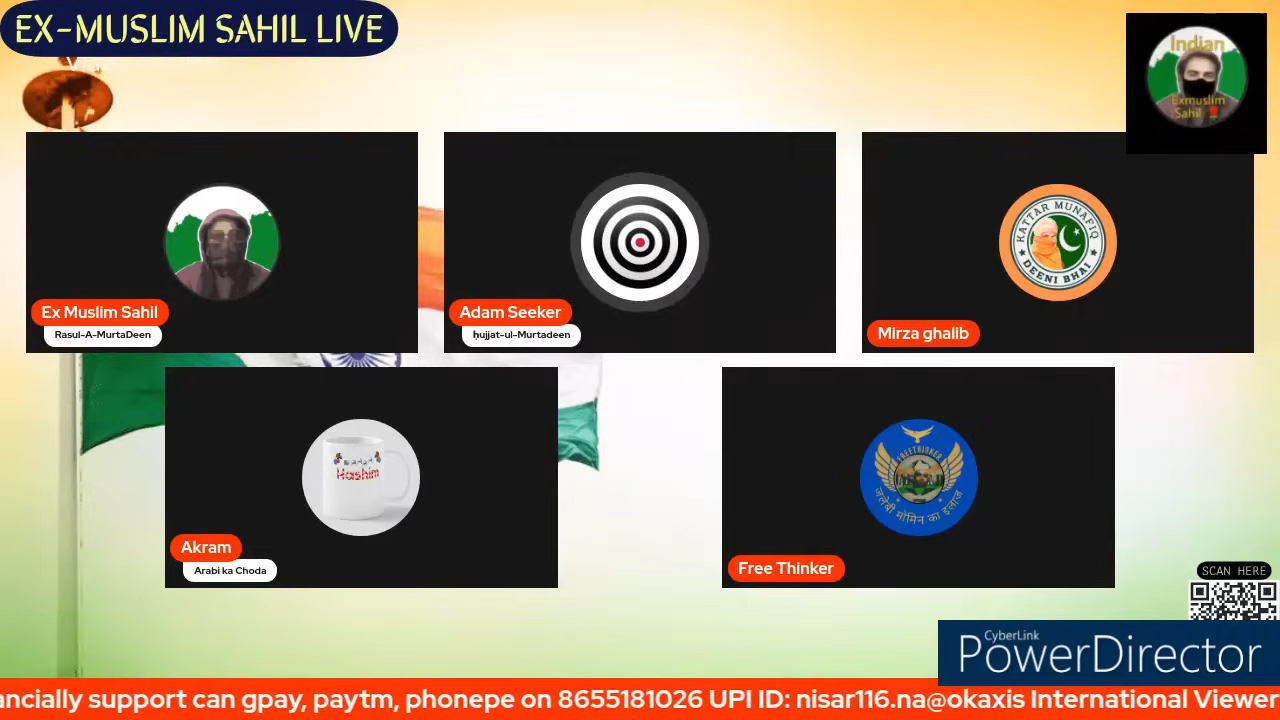 EX-MUSLIM SAHIL LIVE
Indian
Exmuslim
Sahil
Ex Muslim Sahil
Rasul-A-MurtaDeen
Adam Seeker
ḥujjat-ul-Murtadeen
KATTAR MUNAFIQ
DEENI BHAI
Mirza ghalib
Hashim
Akram
Arabi ka Choda
FREETHINKER
जलेबी मोमिन का इलाज
Free Thinker
SCAN HERE
CyberLink
PowerDirector
ancially support can gpay, paytm, phonepe on 8655181026 UPI ID: nisar116.na@okaxis International Viewer